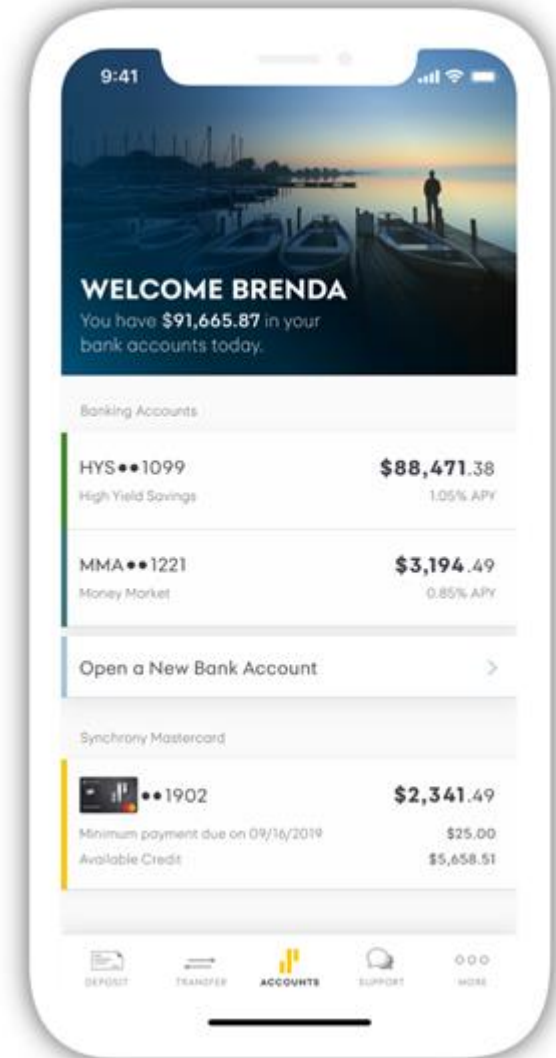 9:41
WELCOME BRENDA
You have $91,665.87 in your
bank accounts today.
Banking Accounts
HYS••1099 $88,471.38
High Yield Savings 1.05% APY
MMA••1221 $3,194.49
Money Market 0.85% APY
Open a New Bank Account >
Synchrony Mastercard
••1902 $2,341.49
Minimum payment due on 09/16/2019 $25.00
Available Credit $5,658.51
DEPOSIT TRANSFER ACCOUNTS SUPPORT MORE